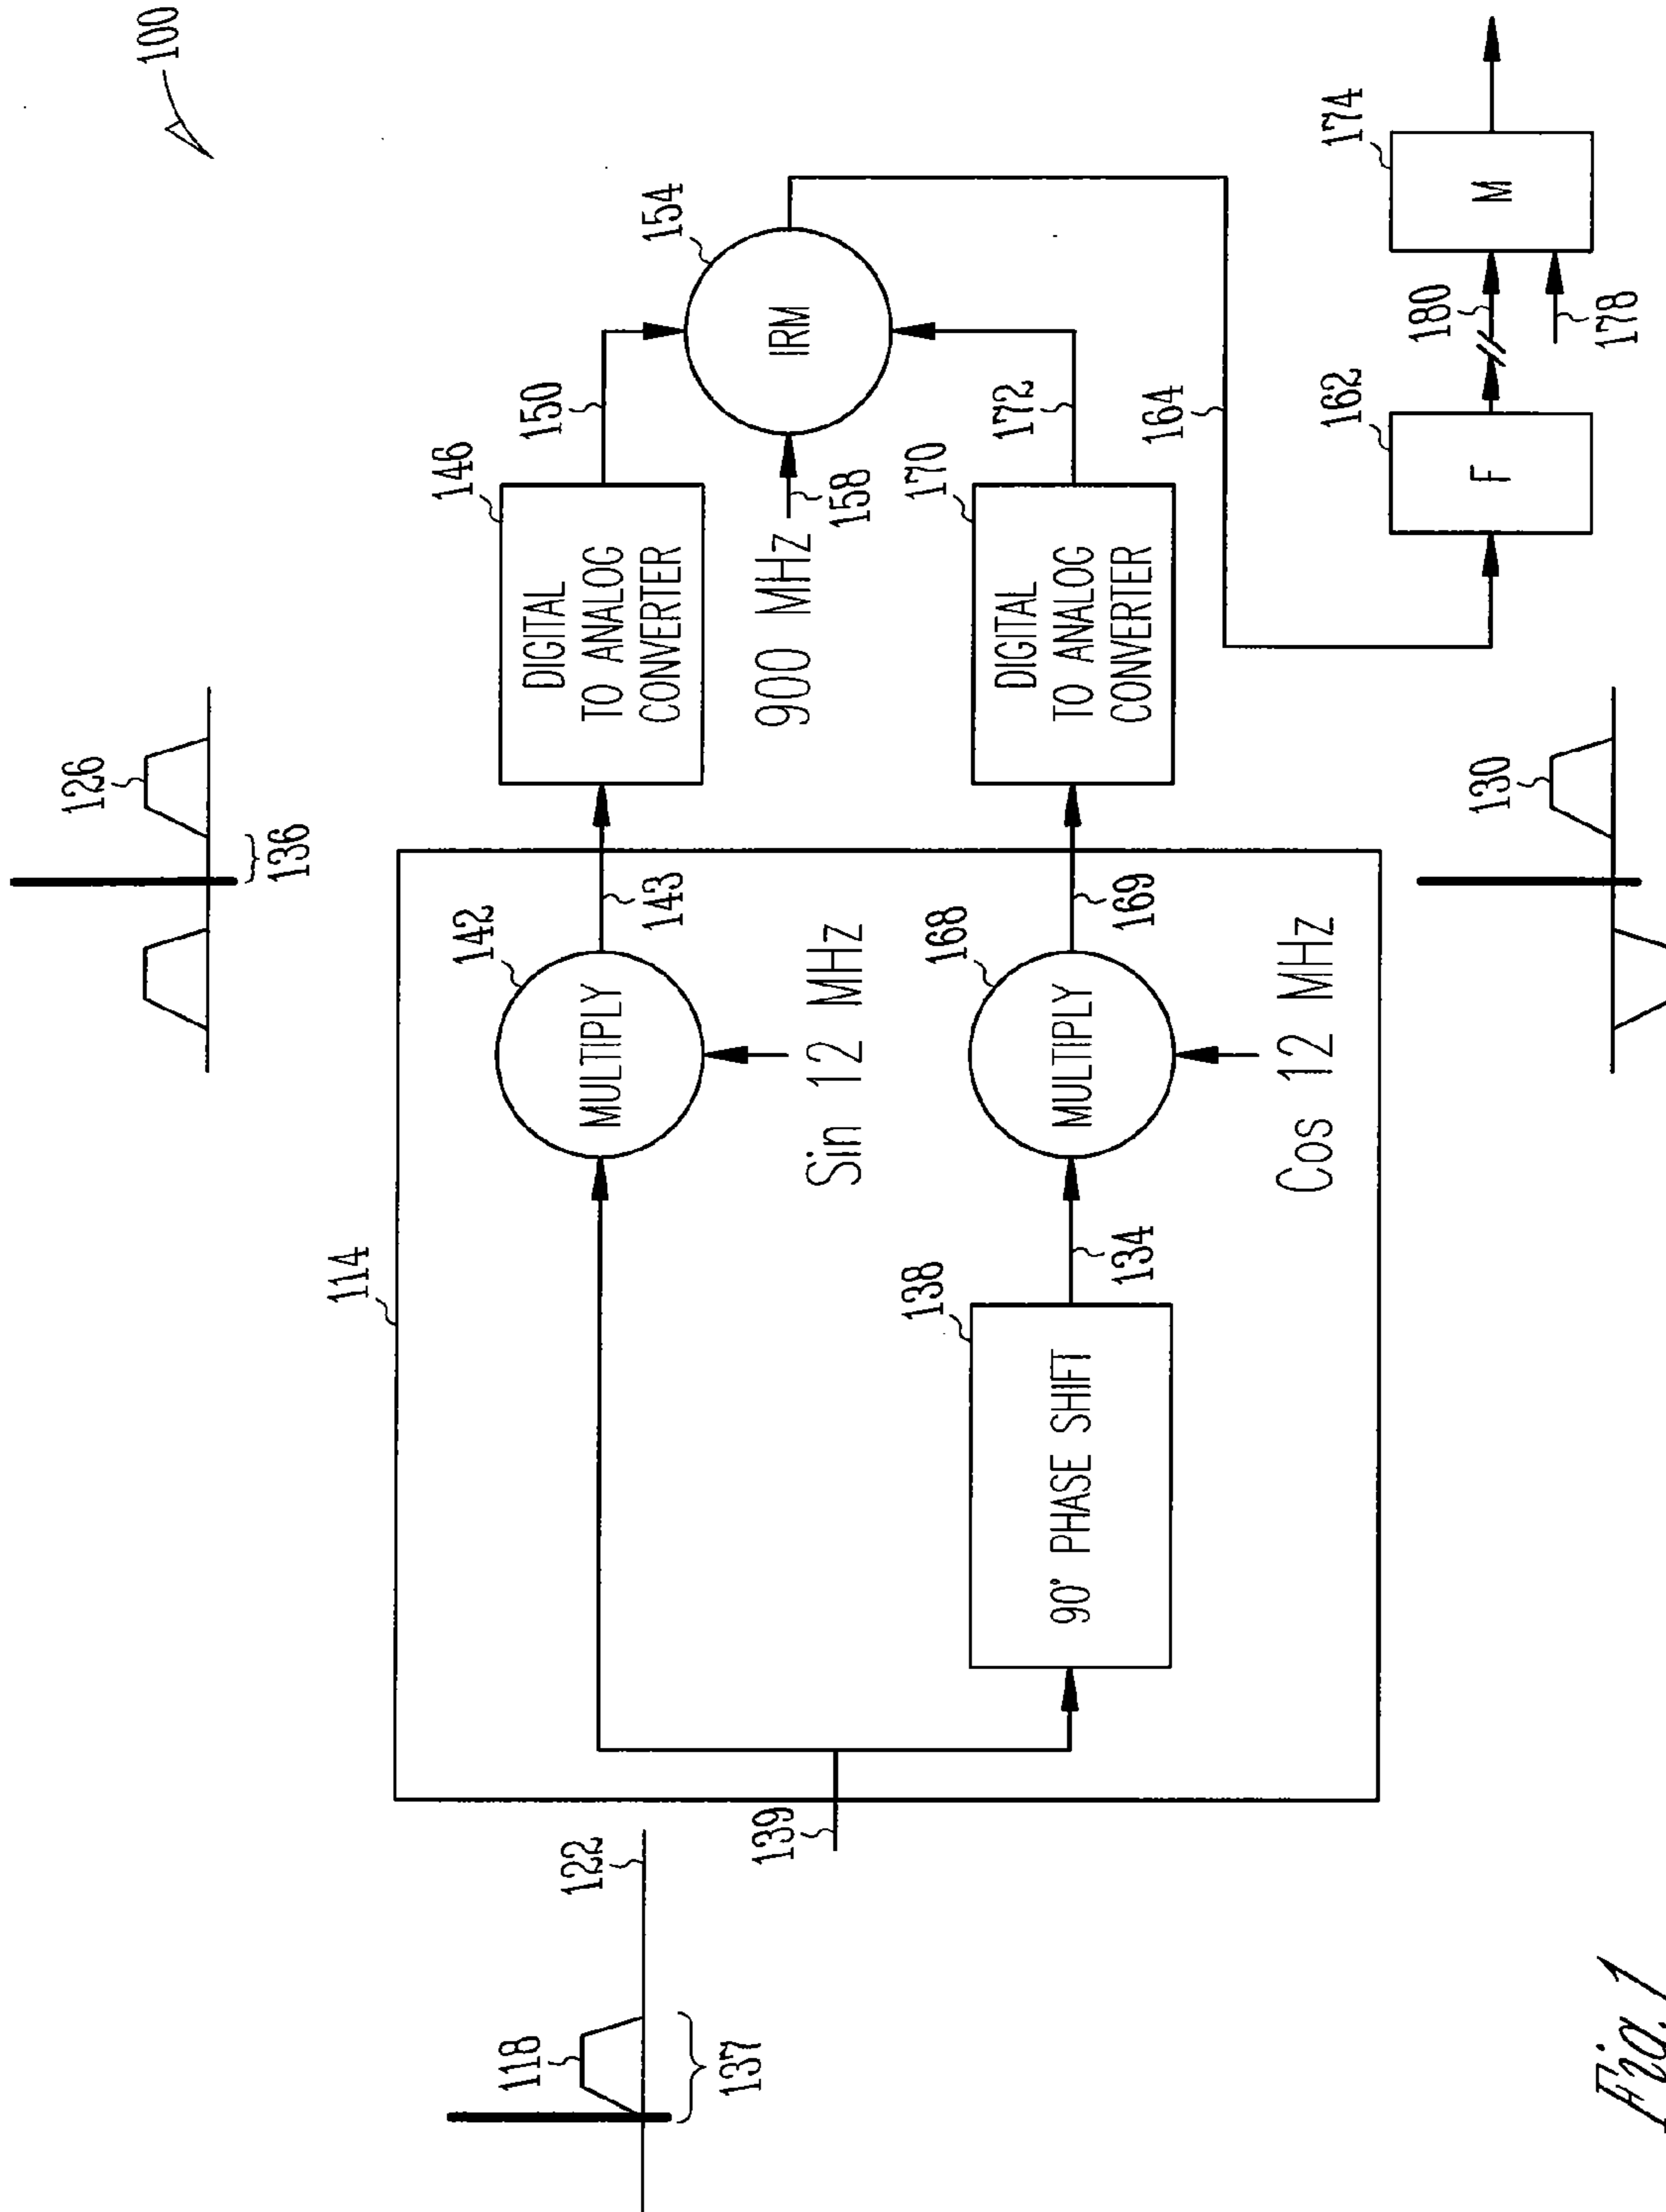 100
126
136
114
142
MULTIPLY
143
Sin 12 MHz
146
DIGITAL
TO ANALOG
CONVERTER
150
154
IRM
900 MHz
158
118
122
137
139
138
90° PHASE SHIFT
134
168
MULTIPLY
169
Cos 12 MHz
170
DIGITAL
TO ANALOG
CONVERTER
172
164
162
F
180
174
M
178
130
Fig. 1